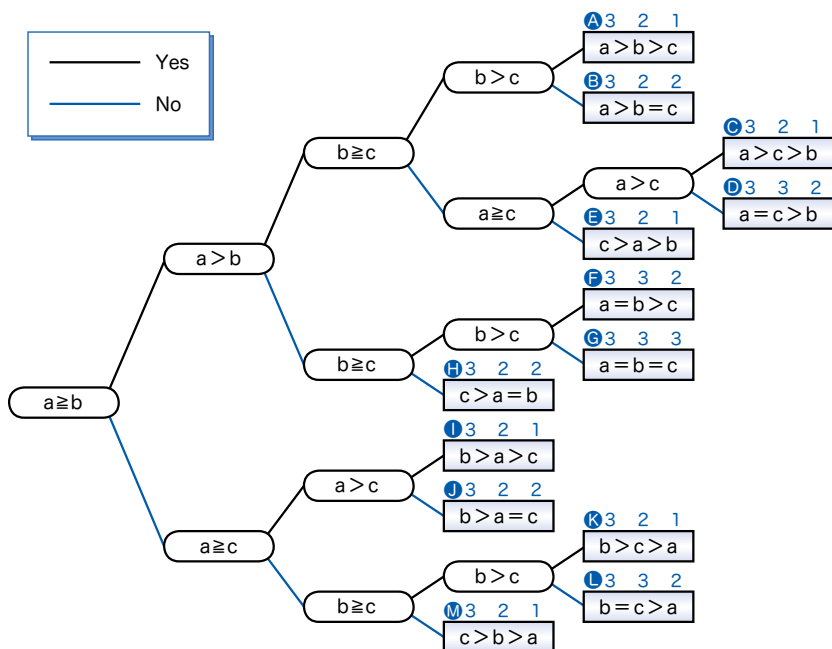 Yes
No
a≧b
a>b
a≧c
b≧c
b≧c
a>c
b≧c
b>c
a≧c
b>c
b>c
a>c
A 3 2 1
a>b>c
B 3 2 2
a>b=c
C 3 2 1
a>c>b
D 3 3 2
a=c>b
E 3 2 1
c>a>b
F 3 3 2
a=b>c
G 3 3 3
a=b=c
H 3 2 2
c>a=b
I 3 2 1
b>a>c
J 3 2 2
b>a=c
K 3 2 1
b>c>a
L 3 3 2
b=c>a
M 3 2 1
c>b>a